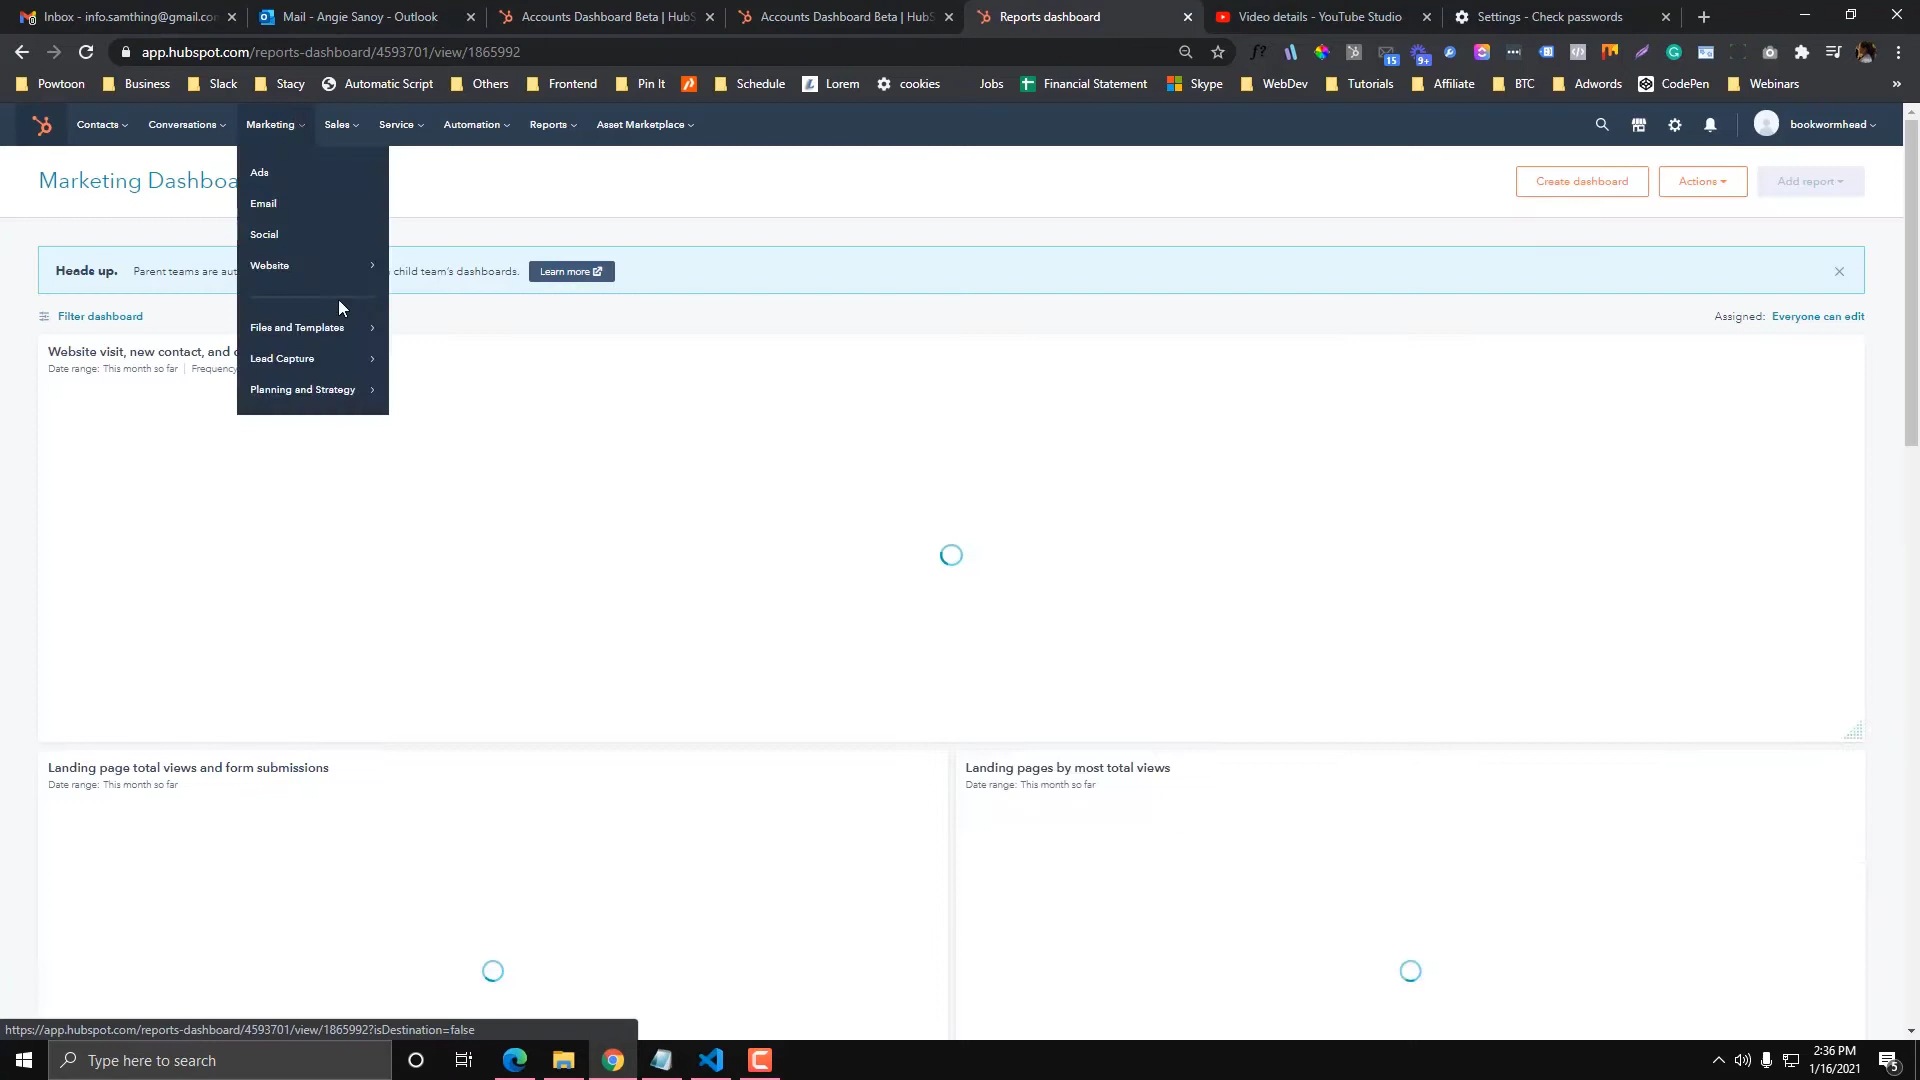 Inbox - info.samthing@gmail.co
Mail - Angie Sanoy - Outlook
Accounts Dashboard Beta | HubS
Accounts Dashboard Beta | HubS
Reports dashboard
Video details - YouTube Studio
Settings - Check passwords
app.hubspot.com/reports-dashboard/4593701/view/1865992
15
9+
Powtoon
Business
Slack
Stacy
Automatic Script
Others
Frontend
Pin It
Schedule
Lorem
cookies
Jobs
Financial Statement
Skype
WebDev
Tutorials
Affiliate
BTC
Adwords
CodePen
Webinars
Contacts
Conversations
Marketing
Sales
Service
Automation
Reports
Asset Marketplace
bookwormhead
Marketing Dashboa
Create dashboard
Actions
Add report
Ads
Email
Social
Website
Files and Templates
Lead Capture
Planning and Strategy
Heads up. Parent teams are aut child team's dashboards. Learn more
Filter dashboard
Assigned: Everyone can edit
Website visit, new contact, and
Date range: This month so far | Frequency
Landing page total views and form submissions
Date range: This month so far
Landing pages by most total views
Date range: This month so far
https://app.hubspot.com/reports-dashboard/4593701/view/1865992?isDestination=false
Type here to search
2:36 PM
1/16/2021
5